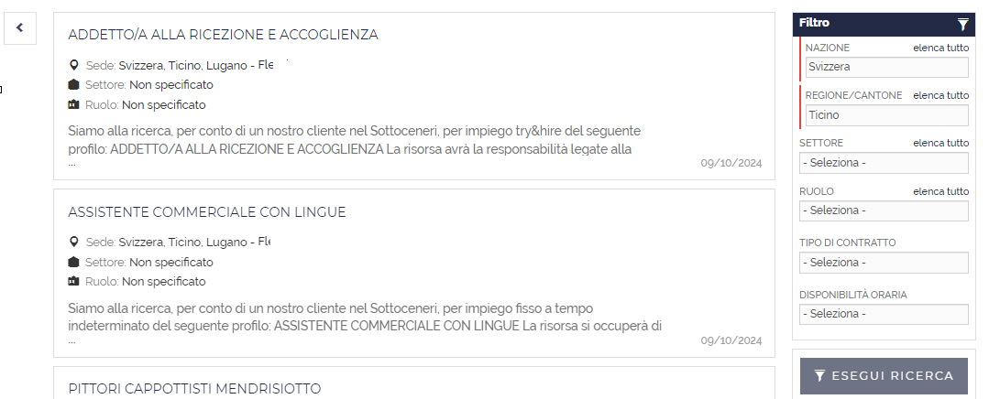 ADDETTO/A ALLA RICEZIONE E ACCOGLIENZA
Sede: Svizzera, Ticino, Lugano -
Settore: Non specificato
Ruolo: Non specificato
Siamo alla ricerca, per conto di un nostro cliente nel Sottoceneri, per impiego try&hire del seguente
profilo: ADDETTO/A ALLA RICEZIONE E ACCOGLIENZA La risorsa avrà la responsabilità legate alla
...
09/10/2024
ASSISTENTE COMMERCIALE CON LINGUE
Sede: Svizzera, Ticino, Lugano -
Settore: Non specificato
Ruolo: Non specificato
Siamo alla ricerca, per conto di un nostro cliente nel Sottoceneri, per impiego fisso a tempo
indeterminato del seguente profilo: ASSISTENTE COMMERCIALE CON LINGUE La risorsa si occuperà di
...
09/10/2024
PITTORI CAPPOTTISTI MENDRISIOTTO
Filtro
NAZIONE elenca tutto
Svizzera
REGIONE/CANTONE elenca tutto
Ticino
SETTORE elenca tutto
- Seleziona -
RUOLO elenca tutto
- Seleziona -
TIPO DI CONTRATTO
- Seleziona -
DISPONIBILITÀ ORARIA
- Seleziona -
ESEGUI RICERCA